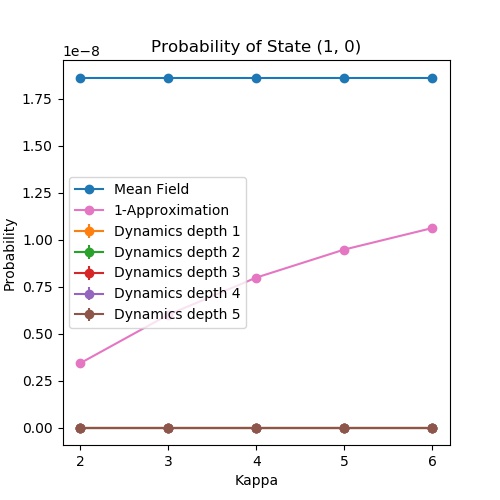 Probability of State (1, 0)
1e−8
1.75
1.50
1.25
1.00
0.75
0.50
0.25
0.00
Probability
Mean Field
1-Approximation
Dynamics depth 1
Dynamics depth 2
Dynamics depth 3
Dynamics depth 4
Dynamics depth 5
2 3 4 5 6
Kappa